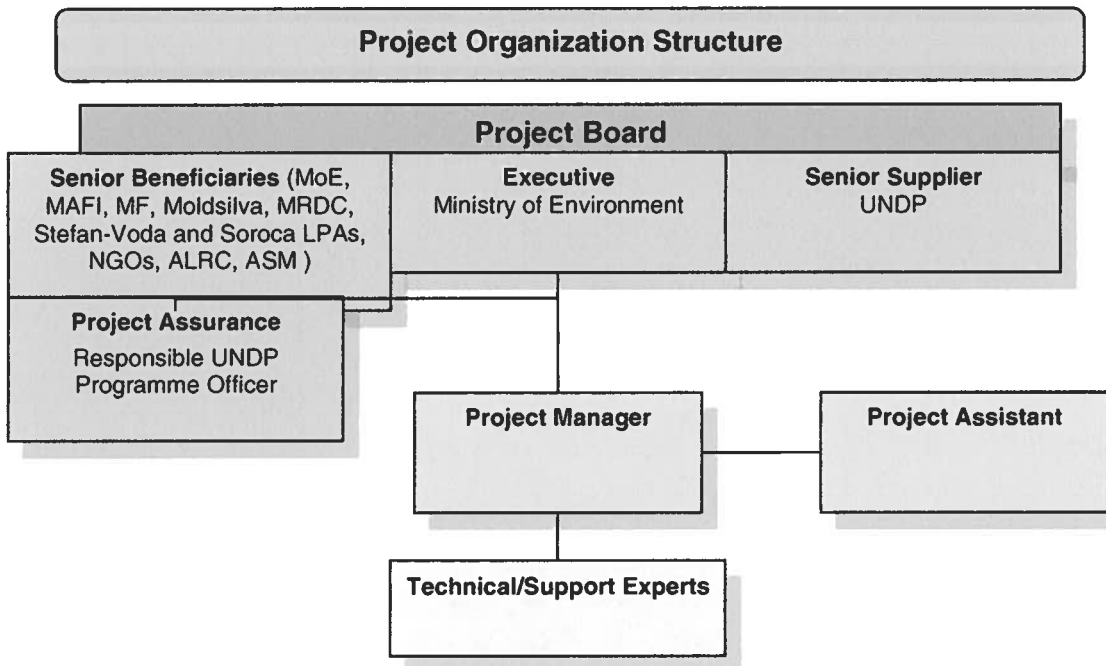 Project Organization Structure
Project Board
Senior Beneficiaries (MoE,
MAFI, MF, Moldsilva, MRDC,
Stefan-Voda and Soroca LPAs,
NGOs, ALRC, ASM )
Executive
Ministry of Environment
Senior Supplier
UNDP
Project Assurance
Responsible UNDP
Programme Officer
Project Manager
Project Assistant
Technical/Support Experts